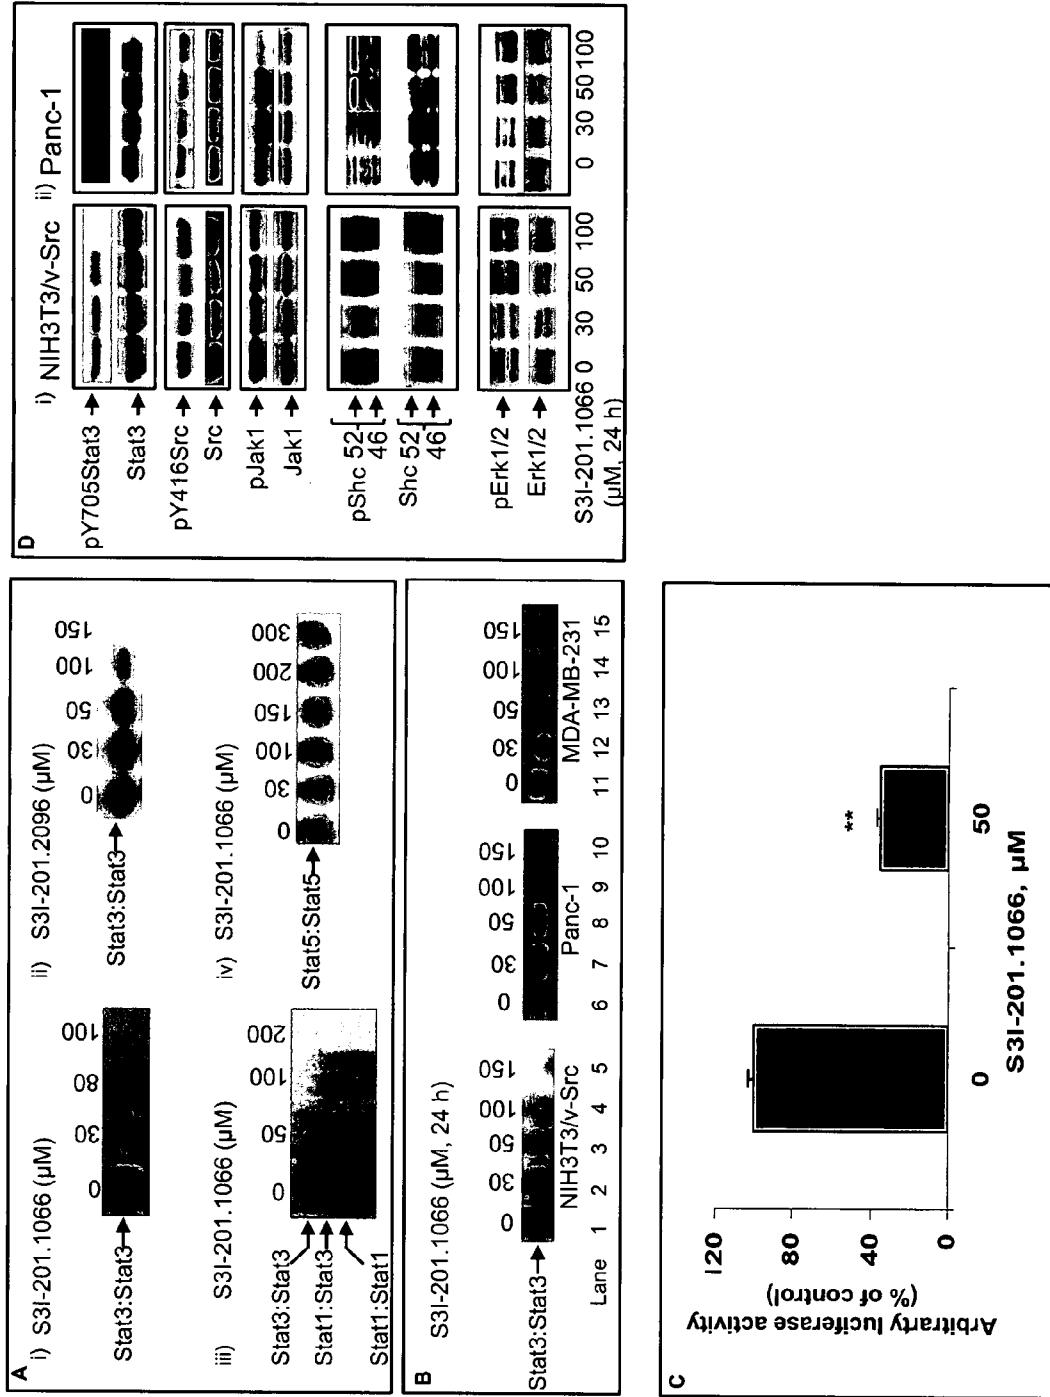 A
i) S3I-201.1066 (µM)
0 30 80 100
Stat3:Stat3
ii) S3I-201.2096 (µM)
0 30 50 100 150
Stat3:Stat3
iii) S3I-201.1066 (µM)
0 50 100 200
Stat3:Stat3
Stat1:Stat3
Stat1:Stat1
iv) S3I-201.1066 (µM)
0 30 100 150 200 300
Stat5:Stat5
B
S3I-201.1066 (µM, 24 h)
0 30 50 100 150 0 30 50 100 150 0 30 50 100 150
Stat3:Stat3
NIH3T3/v-Src Panc-1 MDA-MB-231
Lane 1 2 3 4 5 6 7 8 9 10 11 12 13 14 15
C
Arbitrarty luciferase activity
(% of control)
120
80
40
0
**
0 50
S3I-201.1066, µM
D
i) NIH3T3/v-Src ii) Panc-1
pY705Stat3
Stat3
pY416Src
Src
pJak1
Jak1
pShc 52
46
Shc 52
46
pErk1/2
Erk1/2
S3I-201.1066 0 30 50 100 0 30 50 100
(µM, 24 h)